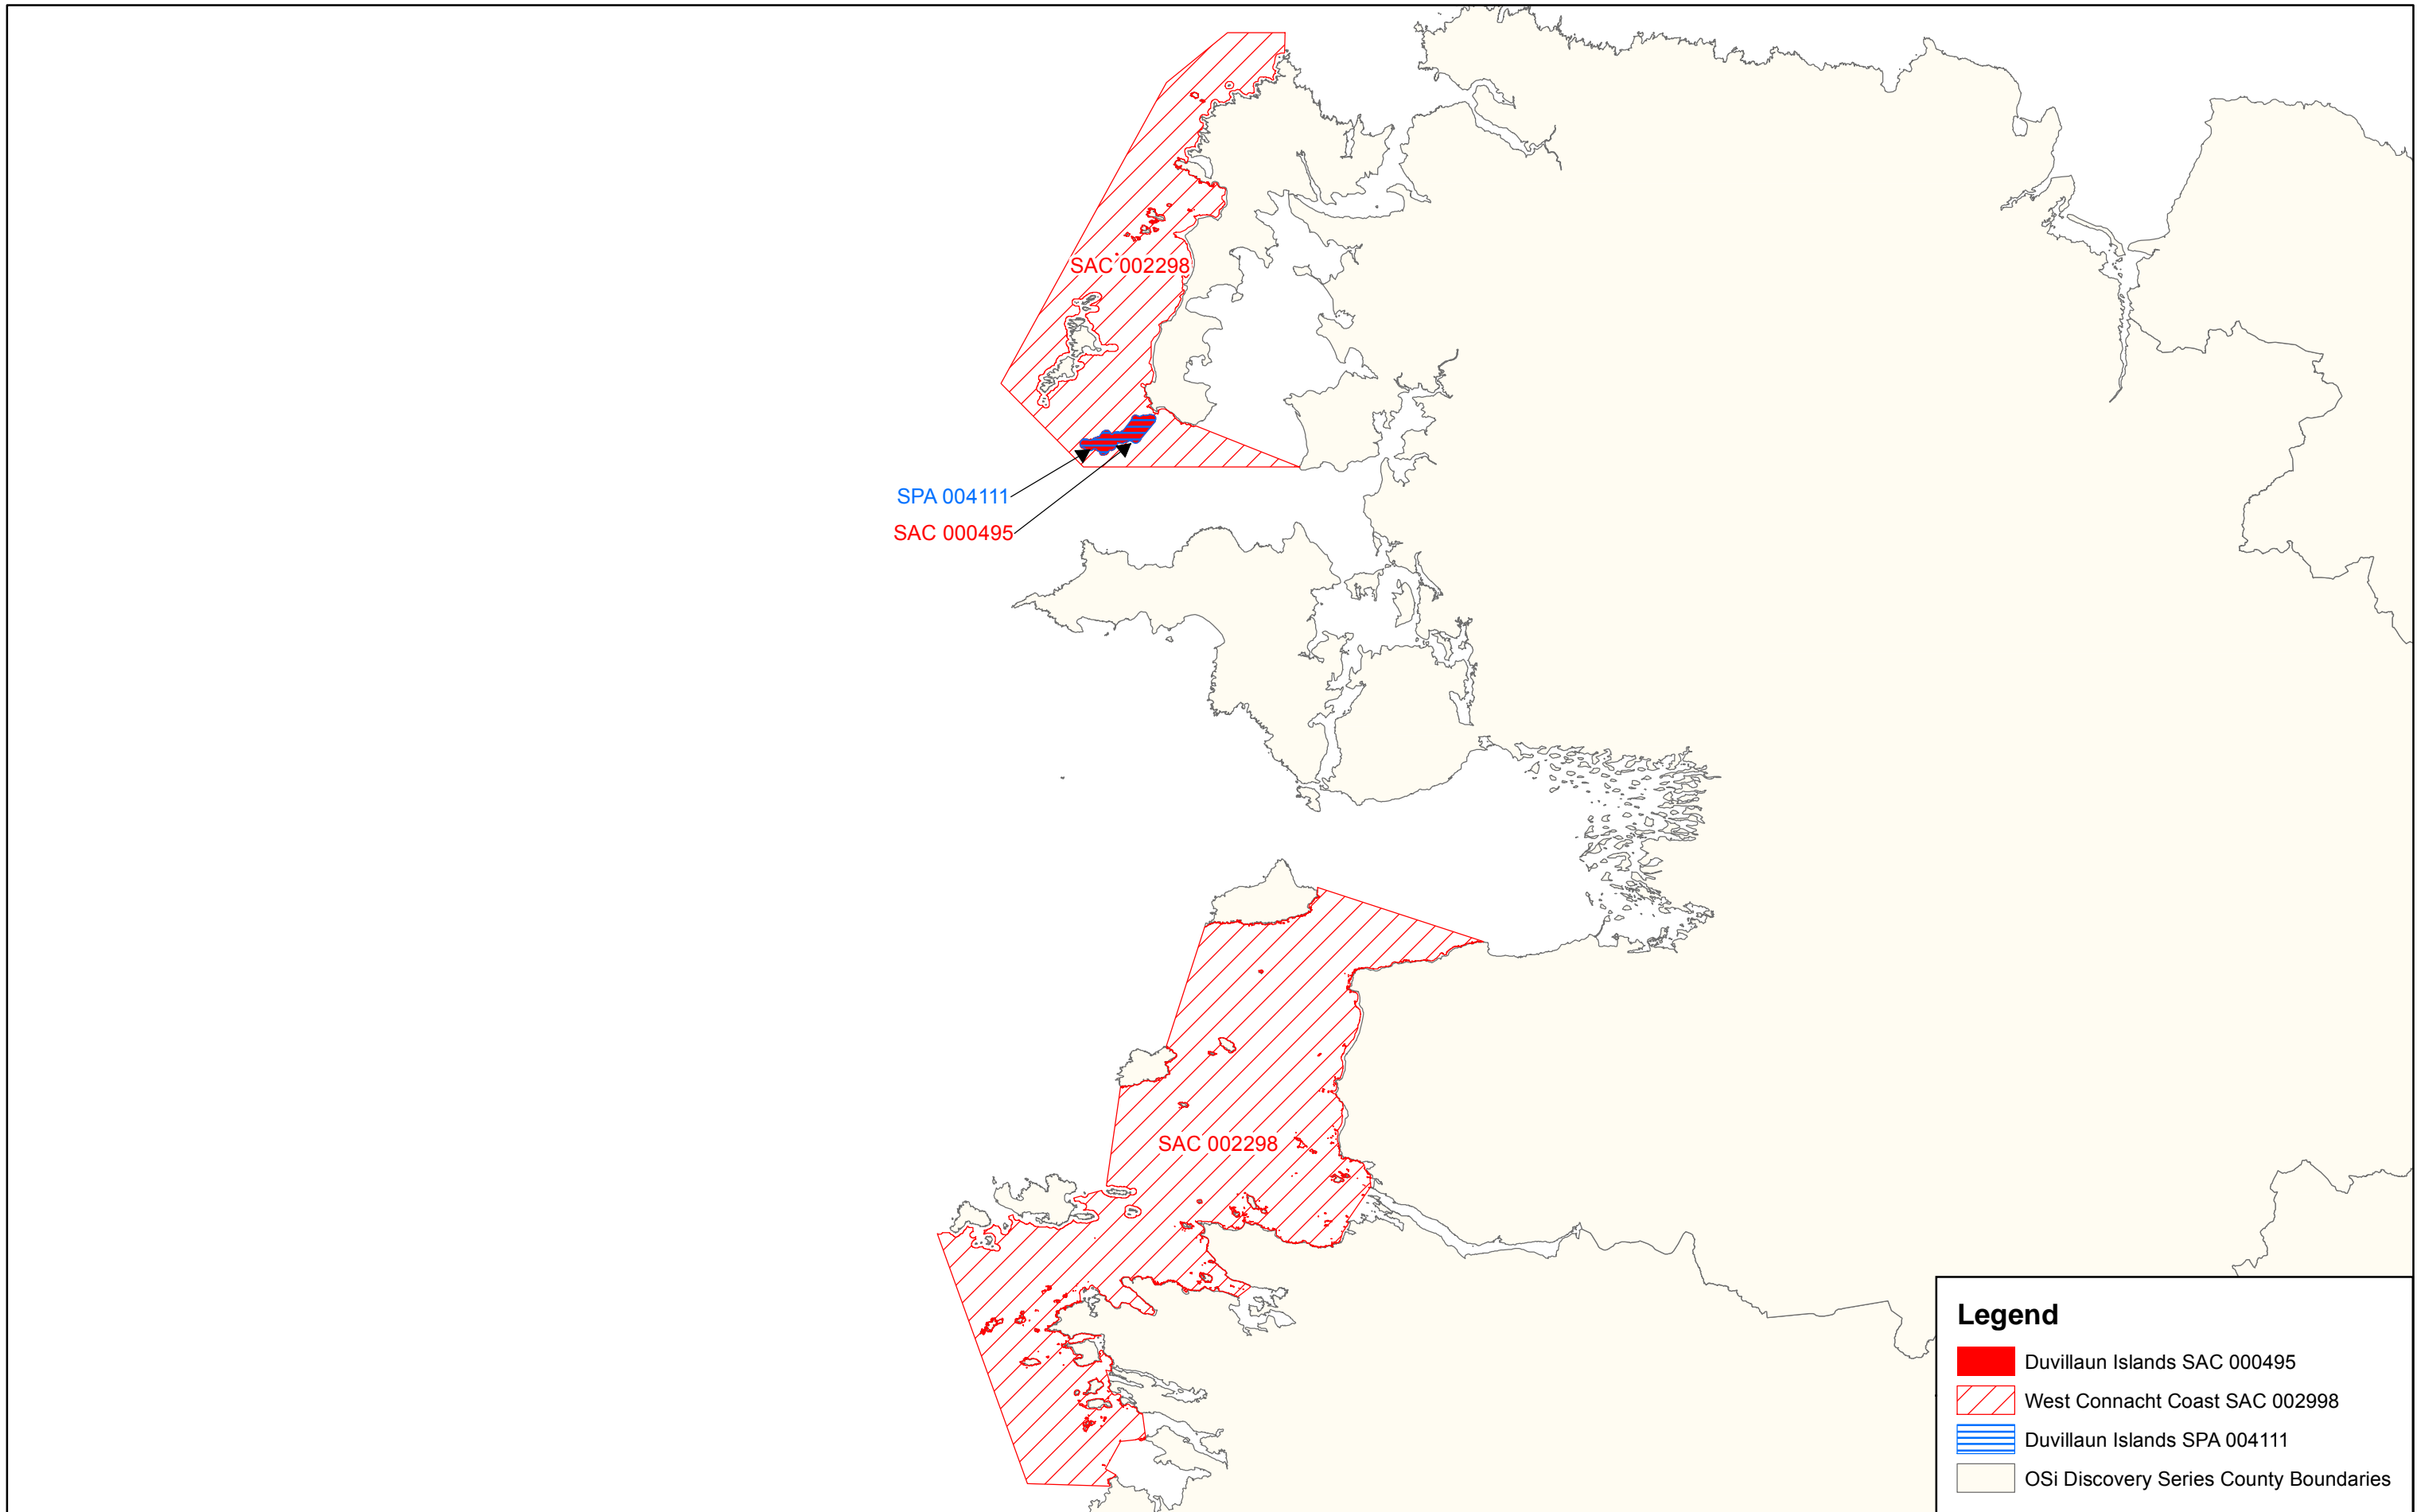 SAC 002298
SPA 004111
SAC 000495
SAC 002298
Legend
Duvillaun Islands SAC 000495
West Connacht Coast SAC 002998
Duvillaun Islands SPA 004111
OSi Discovery Series County Boundaries